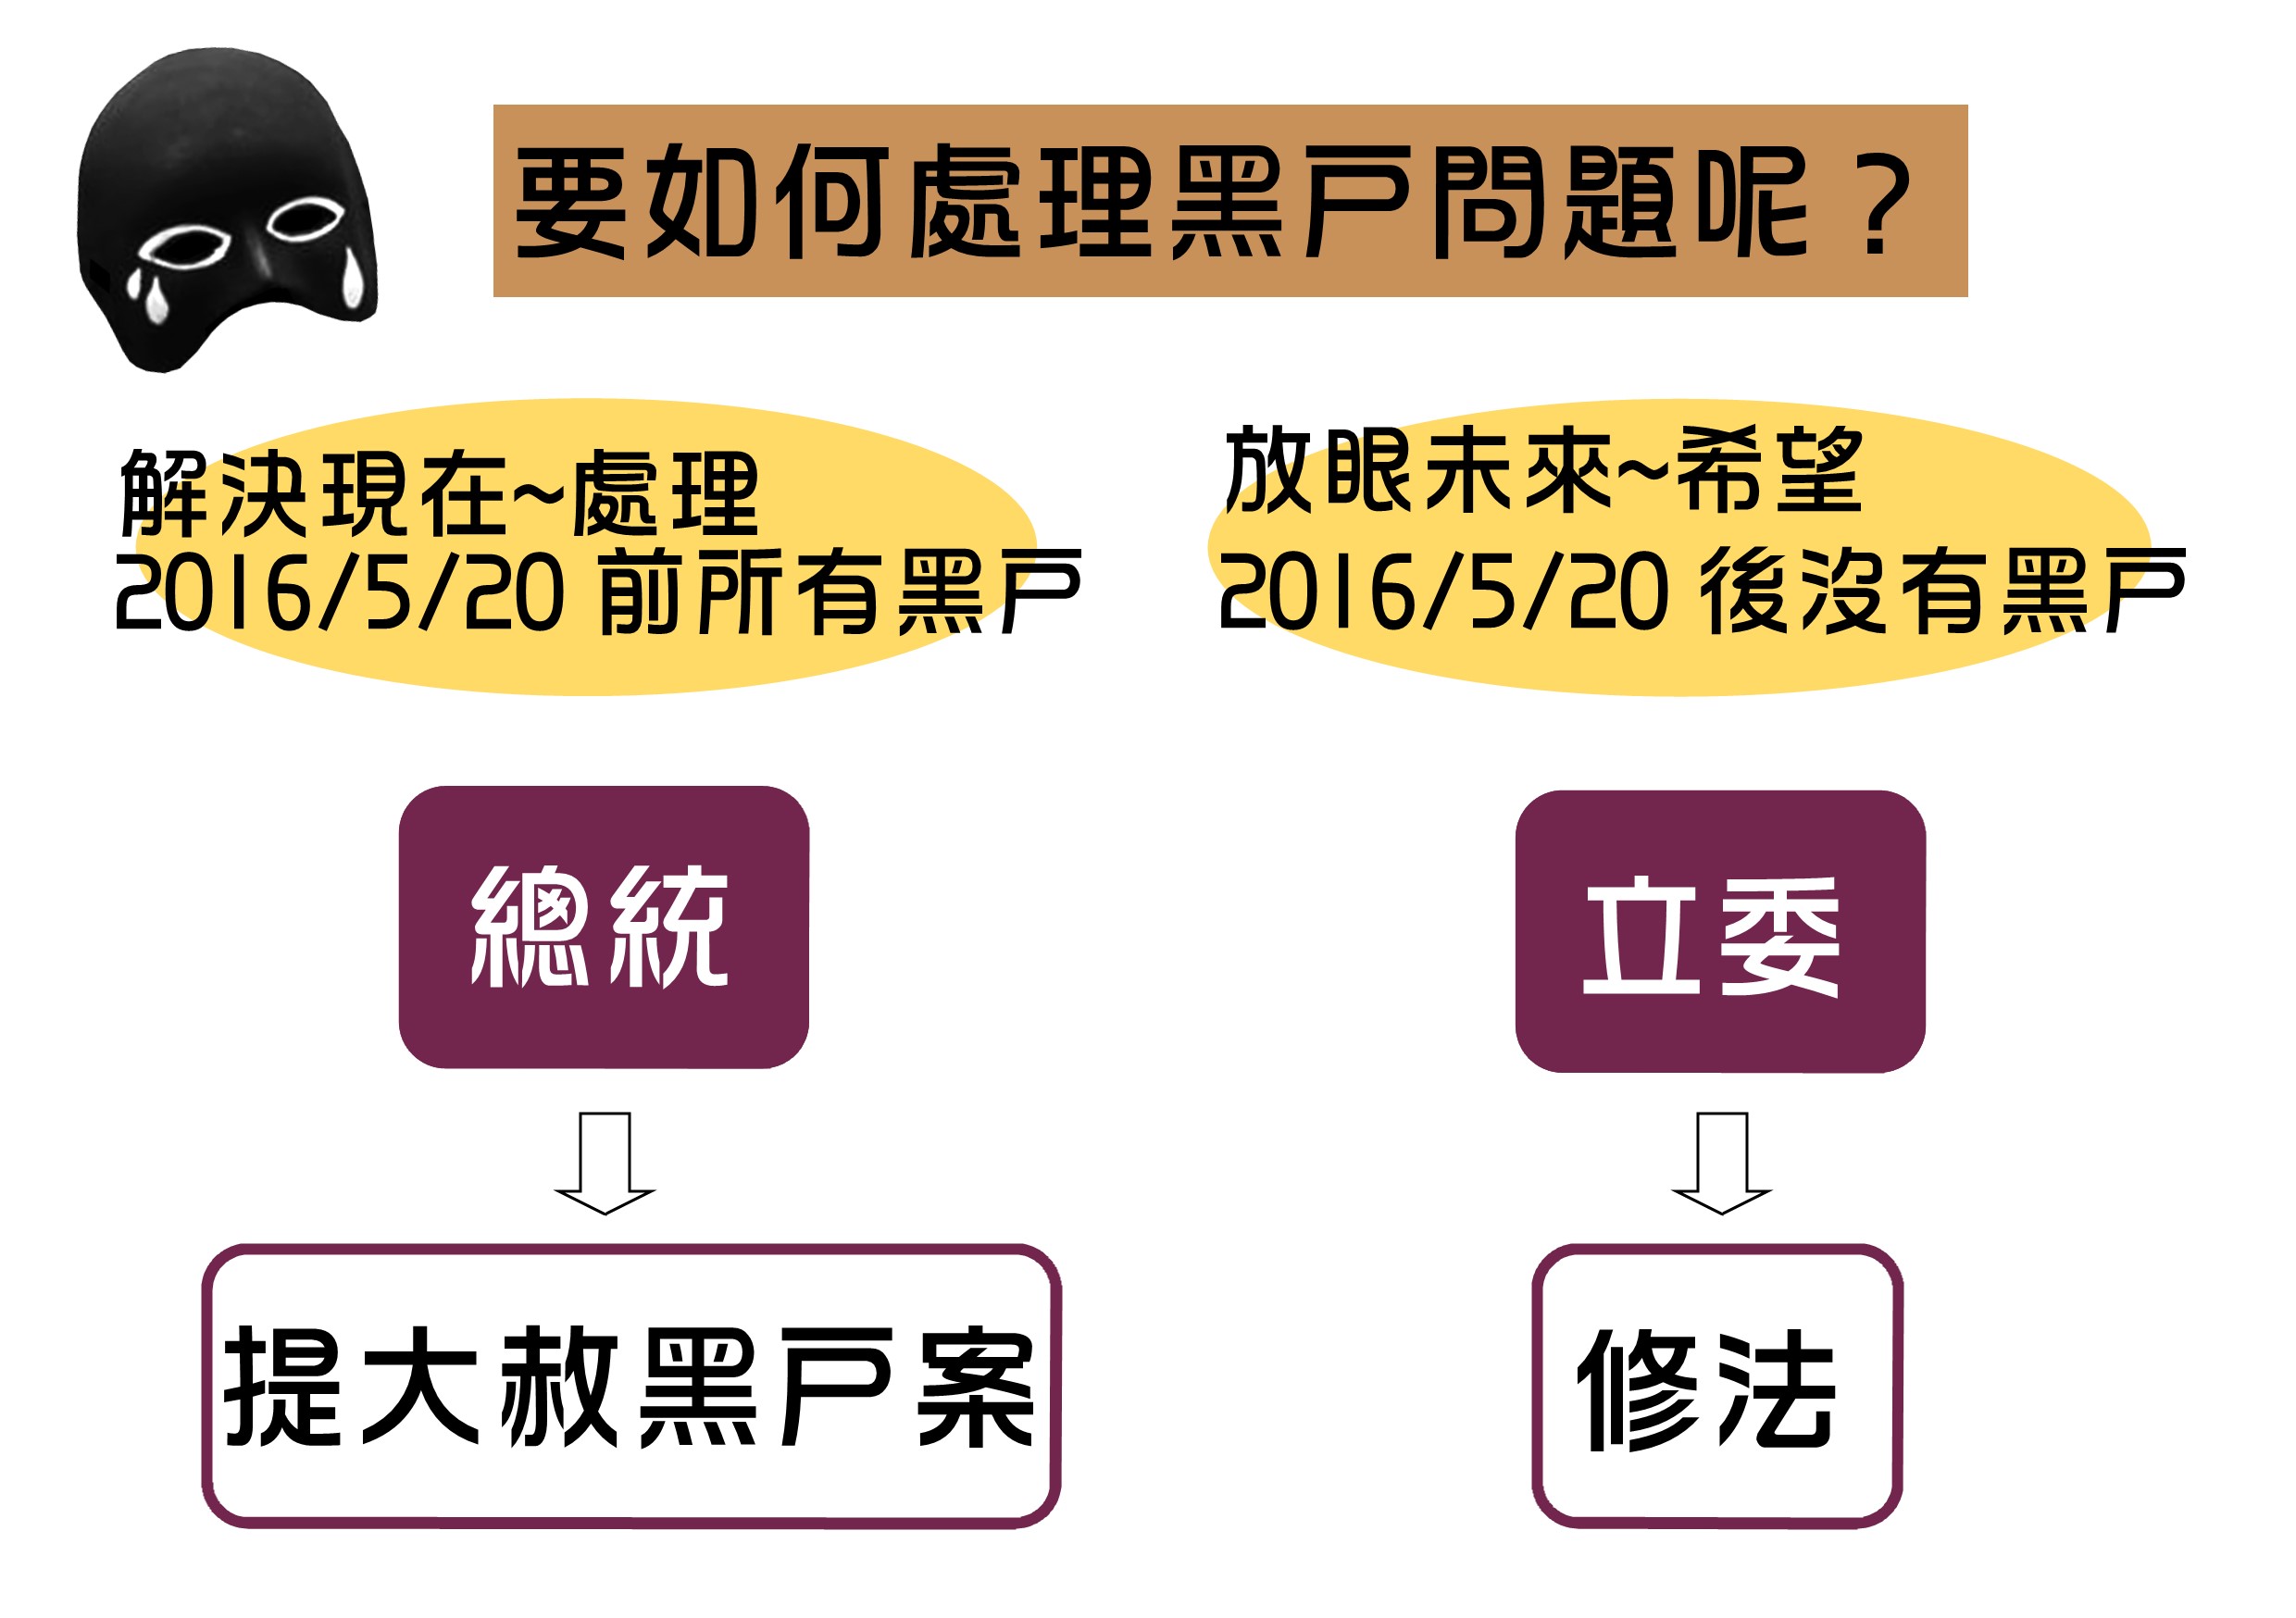 要如何處理黑戶問題呢？
解決現在~處理
2016/5/20 前所有黑戶
放眼未來~希望
2016/5/20 後沒有黑戶
總統
立委
提大赦黑戶案
修法